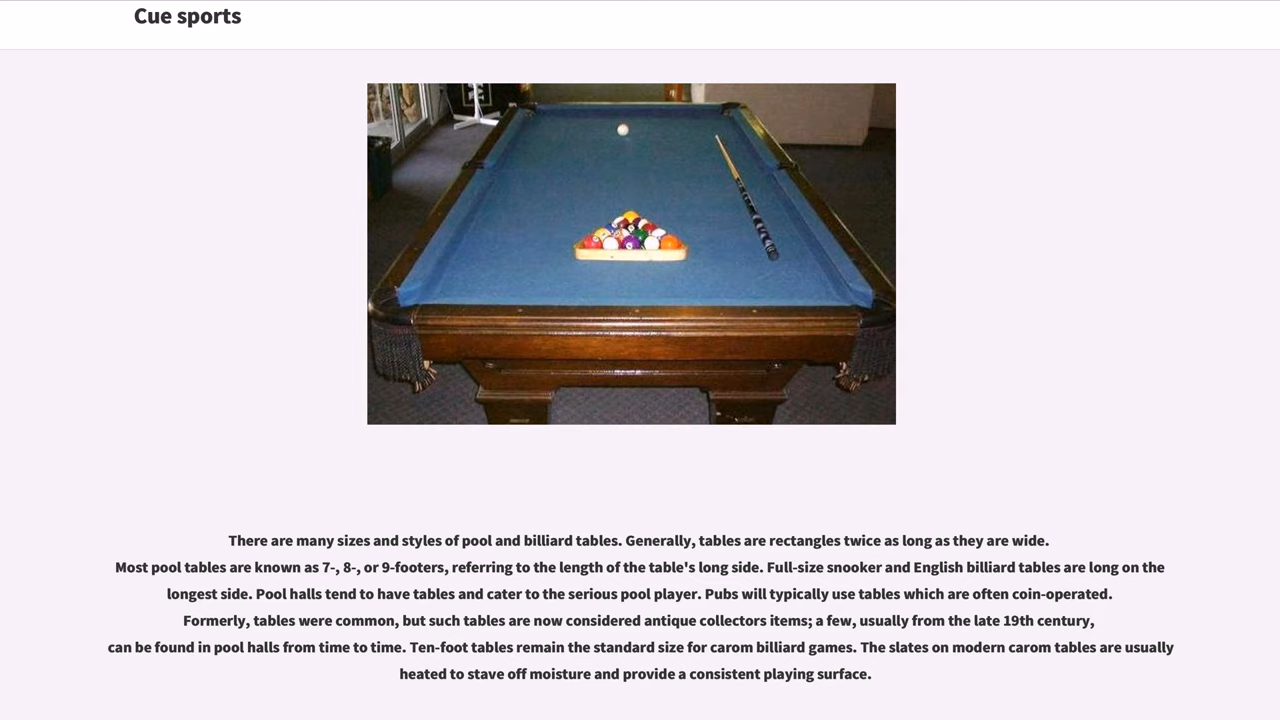 Cue sports
There are many sizes and styles of pool and billiard tables. Generally, tables are rectangles twice as long as they are wide.
Most pool tables are known as 7-, 8-, or 9-footers, referring to the length of the table's long side. Full-size snooker and English billiard tables are long on the
longest side. Pool halls tend to have tables and cater to the serious pool player. Pubs will typically use tables which are often coin-operated.
Formerly, tables were common, but such tables are now considered antique collectors items; a few, usually from the late 19th century,
can be found in pool halls from time to time. Ten-foot tables remain the standard size for carom billiard games. The slates on modern carom tables are usually
heated to stave off moisture and provide a consistent playing surface.